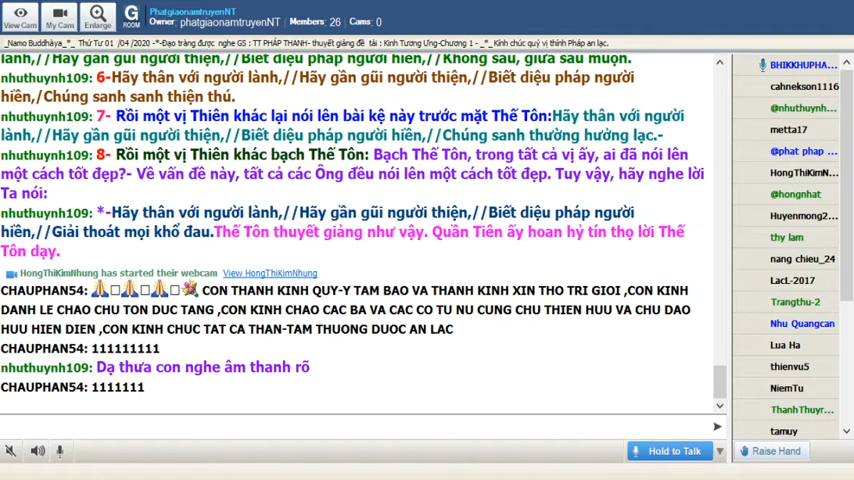 PhatgiaonamtruyenNT
Owner: phatgiaonamtruyenNT Members: 26 Cams: 0
View Cam My Cam Enlarge G ROOM
_Namo Buddhàya_*_ Thứ Tư 01 /04 /2020 -*-Đạo tràng được nghe GS : TT PHÁP THANH- thuyết giảng đề tài : Kinh Tương Ưng-Chương 1 - _*_ Kính chúc quý vị thính Pháp an lạc.
lành,//Hãy gần gũi người thiện,//Biết diệu pháp người hiền,//Không sầu, giữa sầu muộn.
nhuthuynh109: 6-Hãy thân với người lành,//Hãy gần gũi người thiện,//Biết diệu pháp người
hiền,/Chúng sanh sanh thiện thú.
nhuthuynh109: 7- Rồi một vị Thiên khác lại nói lên bài kệ này trước mặt Thế Tôn:Hãy thân với người
lành,//Hãy gần gũi người thiện,//Biết diệu pháp người hiền,//Chúng sanh thường hưởng lạc.-
nhuthuynh109: 8- Rồi một vị Thiên khác bạch Thế Tôn: Bạch Thế Tôn, trong tất cả vị ấy, ai đã nói lên
một cách tốt đẹp?- Về vấn đề này, tất cả các Ông đều nói lên một cách tốt đẹp. Tuy vậy, hãy nghe lời
Ta nói:
nhuthuynh109: *-Hãy thân với người lành,//Hãy gần gũi người thiện,//Biết diệu pháp người
hiền,//Giải thoát mọi khổ đau.Thế Tôn thuyết giảng như vậy. Quần Tiên ấy hoan hỷ tín thọ lời Thế
Tôn dạy.
HongThiKimNhung has started their webcam View HongThiKimNhung
CHAUPHAN54: CON THANH KINH QUY-Y TAM BAO VA THANH KINH XIN THO TRI GIOI ,CON KINH
DANH LE CHAO CHU TON DUC TANG ,CON KINH CHAO CAC BA VA CAC CO TU NU CUNG CHU THIEN HUU VA CHU DAO
HUU HIEN DIEN ,CON KINH CHUC TAT CA THAN-TAM THUONG DUOC AN LAC
CHAUPHAN54: 111111111
nhuthuynh109: Dạ thưa con nghe âm thanh rõ
CHAUPHAN54: 1111111
Hold to Talk
BHIKKHUPHA...
cahnekson1116
@nhuthuynh...
metta17
@phat phap ...
HongThiKimN...
@hongnhat
Huyenmong2...
thy lam
nang chieu_24
LacL-2017
Trangthu-2
Nhu Quangcan
Lua Ha
thienvu5
NiemTu
ThanhThuyr...
tamuy
Raise Hand